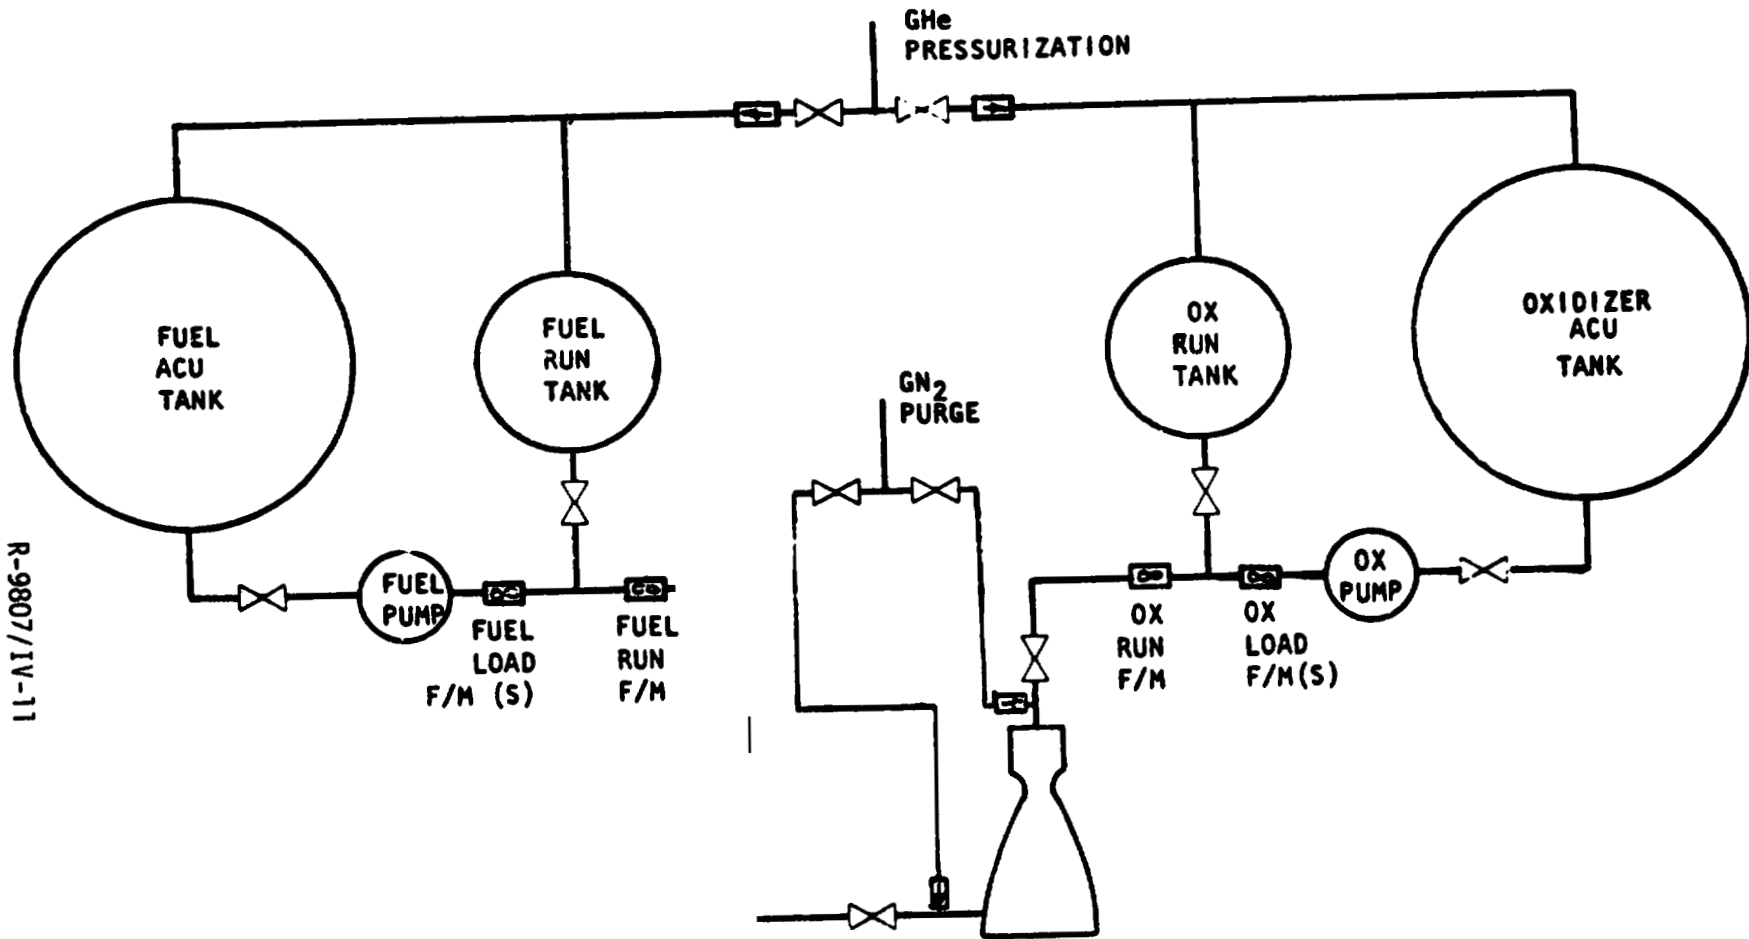 GHe
PRESSURIZATION
FUEL
ACU
TANK
FUEL
RUN
TANK
OX
RUN
TANK
OXIDIZER
ACU
TANK
GN2
PURGE
FUEL
PUMP
FUEL
LOAD
F/M (S)
FUEL
RUN
F/M
OX
RUN
F/M
OX
LOAD
F/M(S)
OX
PUMP
R-9807/IV-11